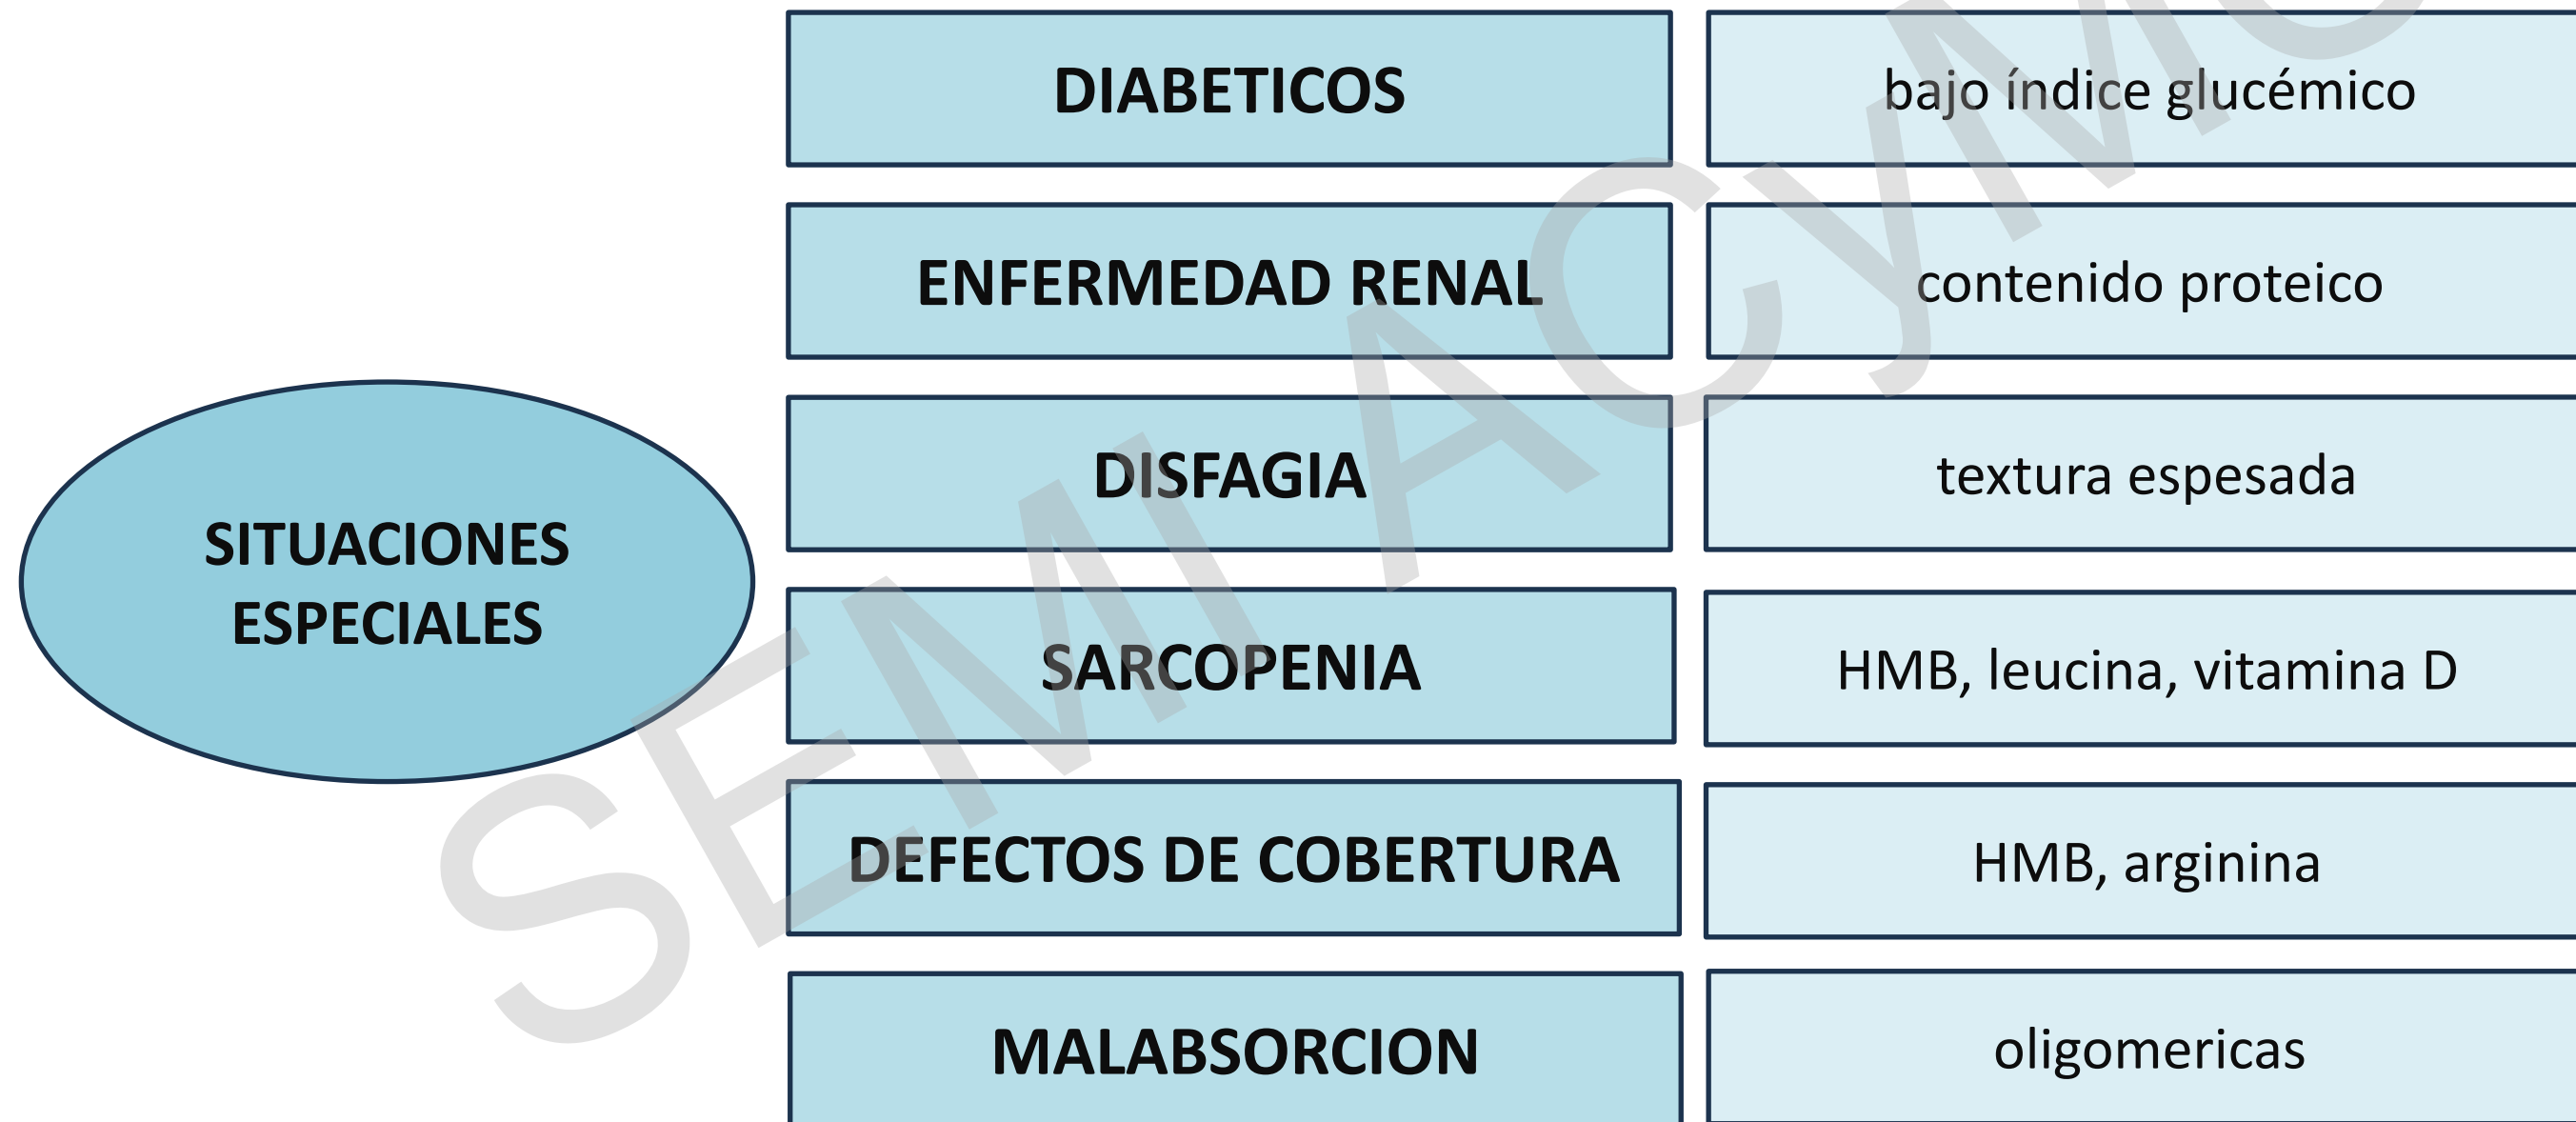 DIABETICOS
bajo índice glucémico
ENFERMEDAD RENAL
contenido proteico
DISFAGIA
textura espesada
SITUACIONES
ESPECIALES
SARCOPENIA
HMB, leucina, vitamina D
DEFECTOS DE COBERTURA
HMB, arginina
MALABSORCION
oligomericas
SEMI ACyM